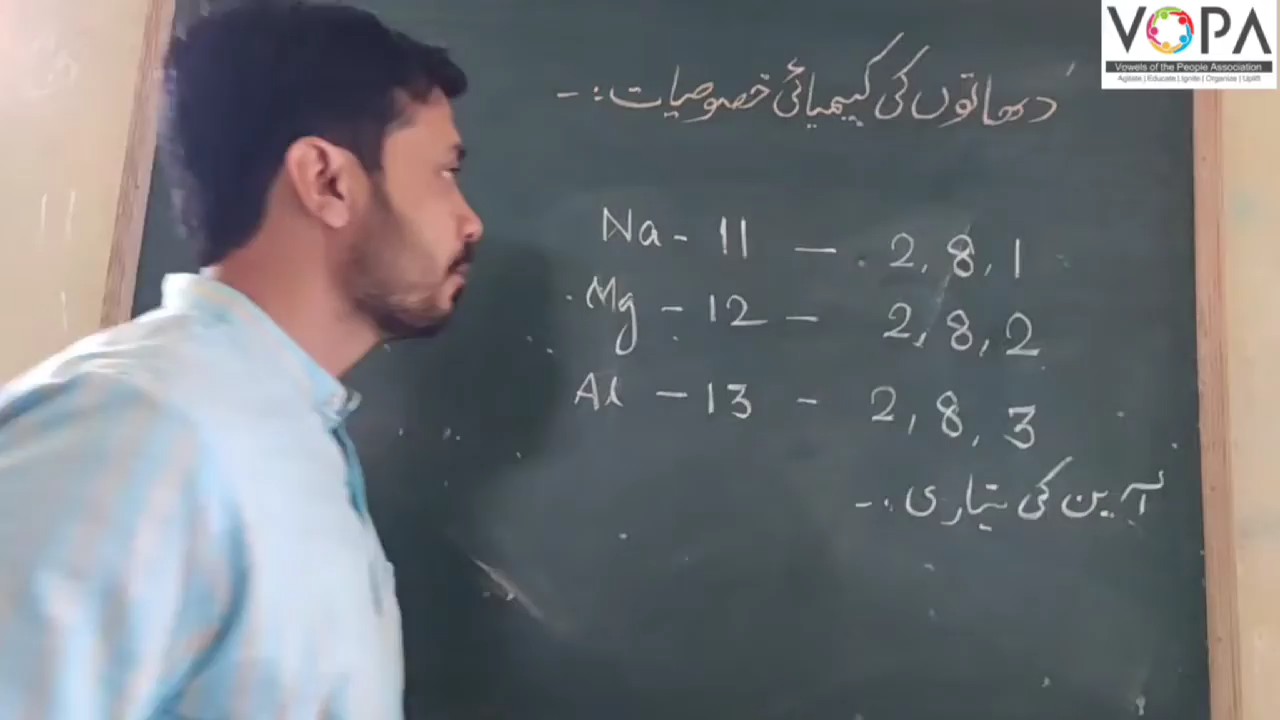 VOPA
Vowels of the People Association
Agitate | Educate | Ignite | Organise | Uplift
دھاتوں کی کیمیائی خصوصیات :-
Na - 11 - 2, 8, 1
Mg - 12 - 2, 8, 2
Al - 13 - 2, 8, 3
آین کی تیاری :-